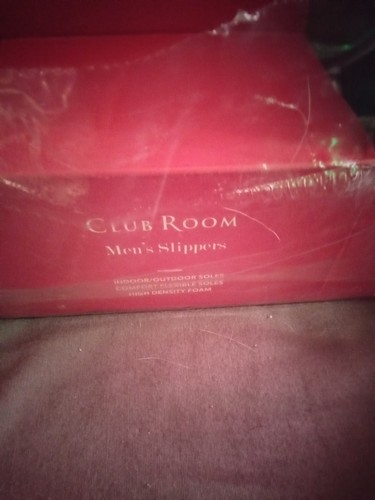 CLUB ROOM
Men's Slippers
INDOOR/OUTDOOR SOLES
COMFORT FLEXIBLE SOLES
HIGH DENSITY FOAM